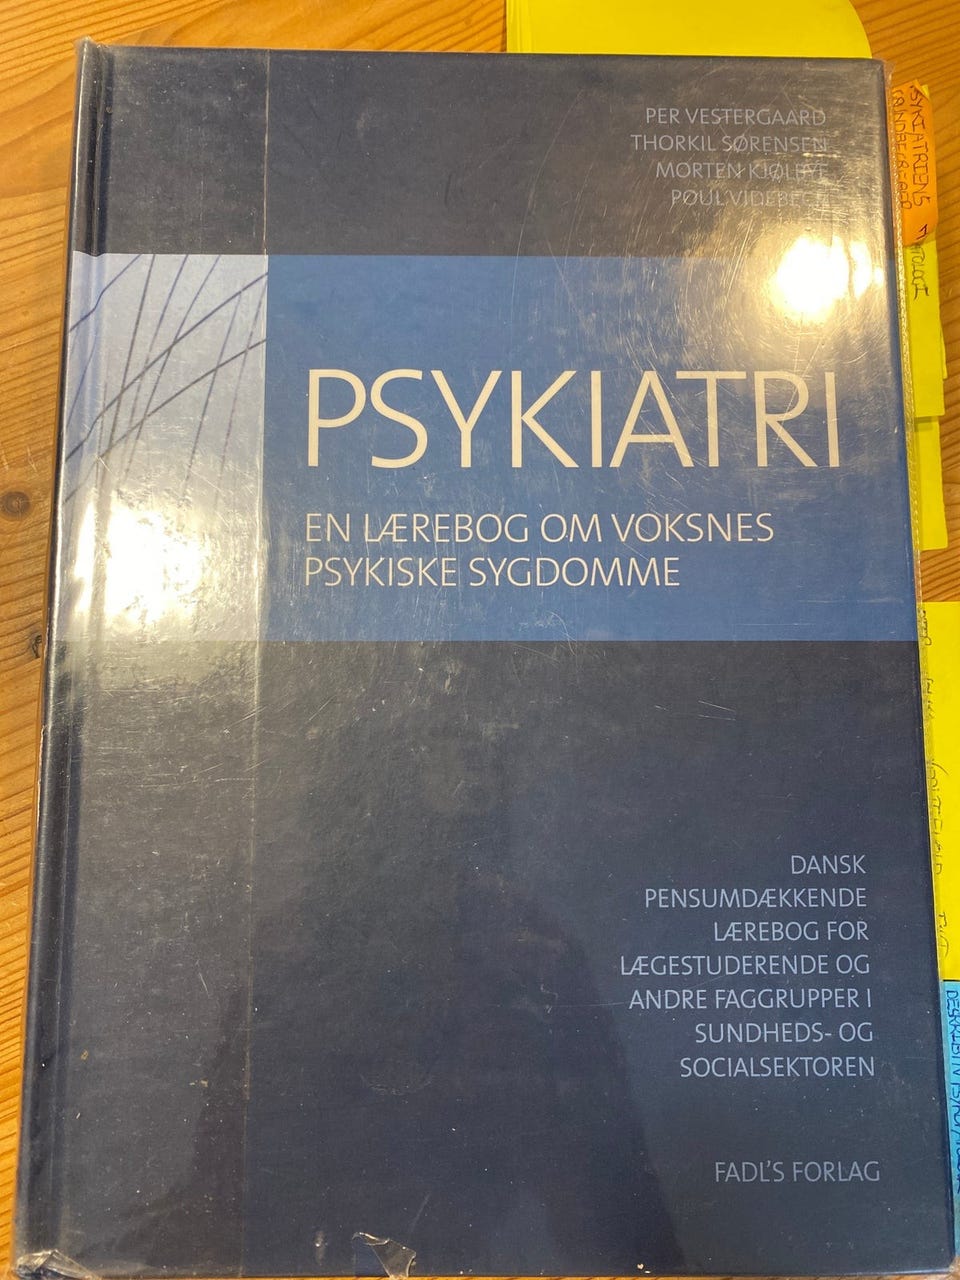 PER VESTERGAARD
THORKIL SØRENSEN
MORTEN KJØLBYE
POUL VIDEBECH
PSYKIATRI
EN LÆREBOG OM VOKSNES
PSYKISKE SYGDOMME
DANSK
PENSUMDÆKKENDE
LÆREBOG FOR
LÆGESTUDERENDE OG
ANDRE FAGGRUPPER I
SUNDHEDS- OG
SOCIALSEKTOREN
FADL'S FORLAG
PSYKIATRIENS